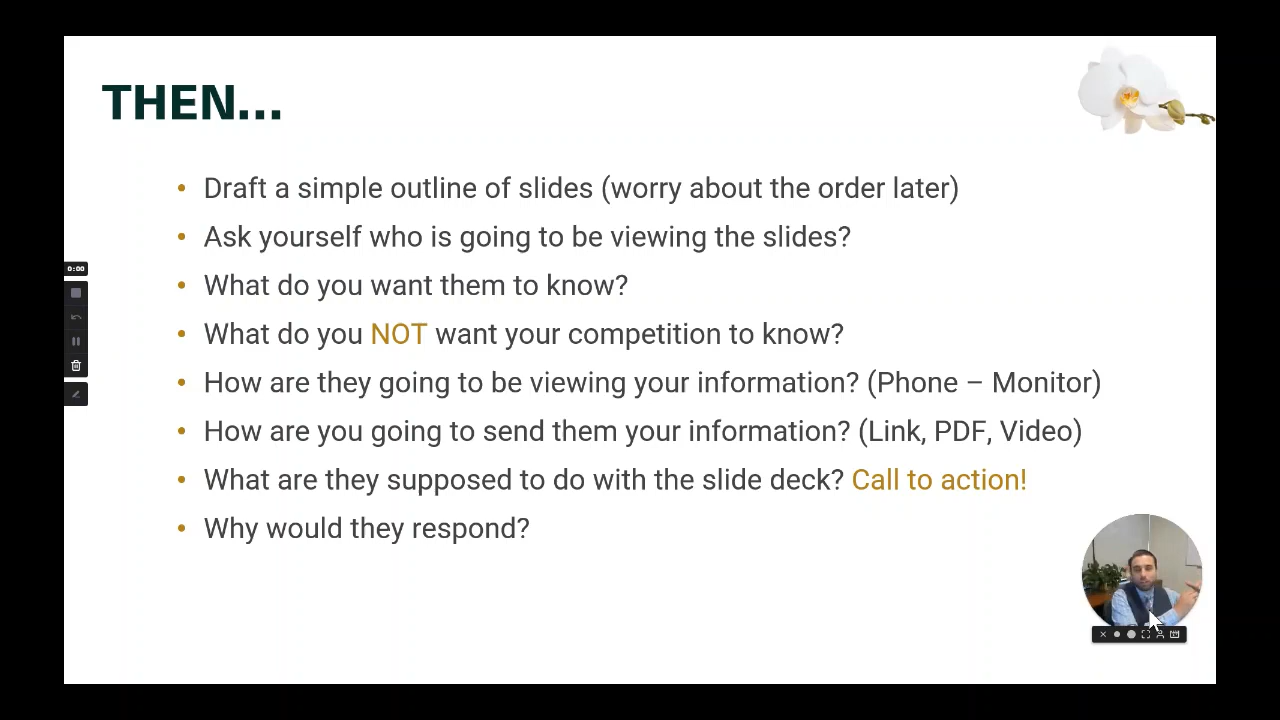 THEN...
• Draft a simple outline of slides (worry about the order later)
• Ask yourself who is going to be viewing the slides?
• What do you want them to know?
• What do you NOT want your competition to know?
• How are they going to be viewing your information? (Phone – Monitor)
• How are you going to send them your information? (Link, PDF, Video)
• What are they supposed to do with the slide deck? Call to action!
• Why would they respond?
0:00